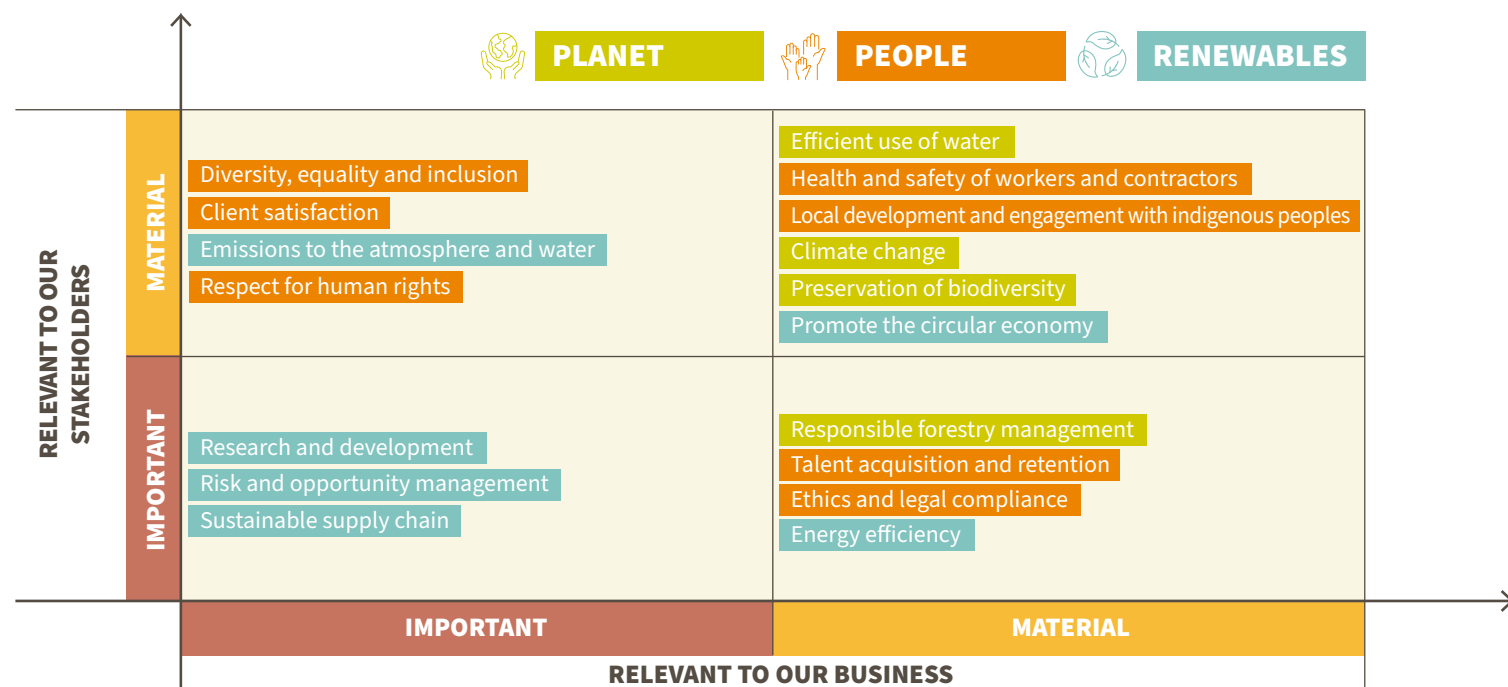 PLANET
PEOPLE
RENEWABLES
RELEVANT TO OUR
STAKEHOLDERS
MATERIAL
Diversity, equality and inclusion
Client satisfaction
Emissions to the atmosphere and water
Respect for human rights
Efficient use of water
Health and safety of workers and contractors
Local development and engagement with indigenous peoples
Climate change
Preservation of biodiversity
Promote the circular economy
IMPORTANT
Research and development
Risk and opportunity management
Sustainable supply chain
Responsible forestry management
Talent acquisition and retention
Ethics and legal compliance
Energy efficiency
IMPORTANT
MATERIAL
RELEVANT TO OUR BUSINESS